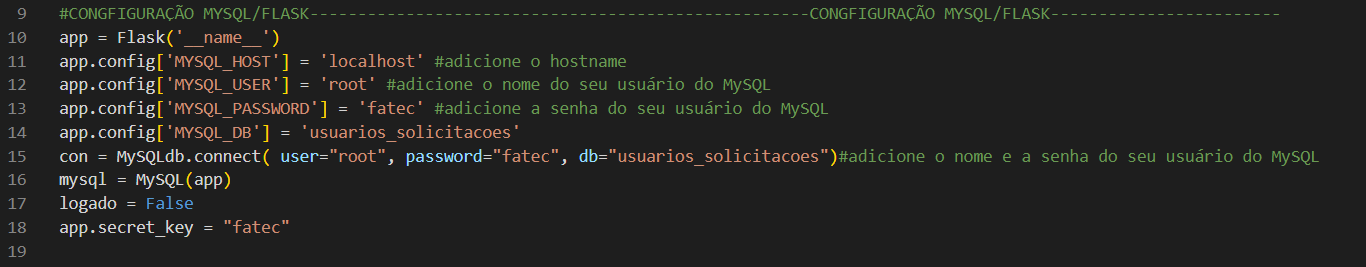 9 #CONGFIGURAÇÃO MYSQL/FLASK----------------------------------------------------CONGFIGURAÇÃO MYSQL/FLASK------------------------
10 app = Flask('__name__')
11 app.config['MYSQL_HOST'] = 'localhost' #adicione o hostname
12 app.config['MYSQL_USER'] = 'root' #adicione o nome do seu usuário do MySQL
13 app.config['MYSQL_PASSWORD'] = 'fatec' #adicione a senha do seu usuário do MySQL
14 app.config['MYSQL_DB'] = 'usuarios_solicitacoes'
15 con = MySQLdb.connect( user="root", password="fatec", db="usuarios_solicitacoes")#adicione o nome e a senha do seu usuário do MySQL
16 mysql = MySQL(app)
17 logado = False
18 app.secret_key = "fatec"
19